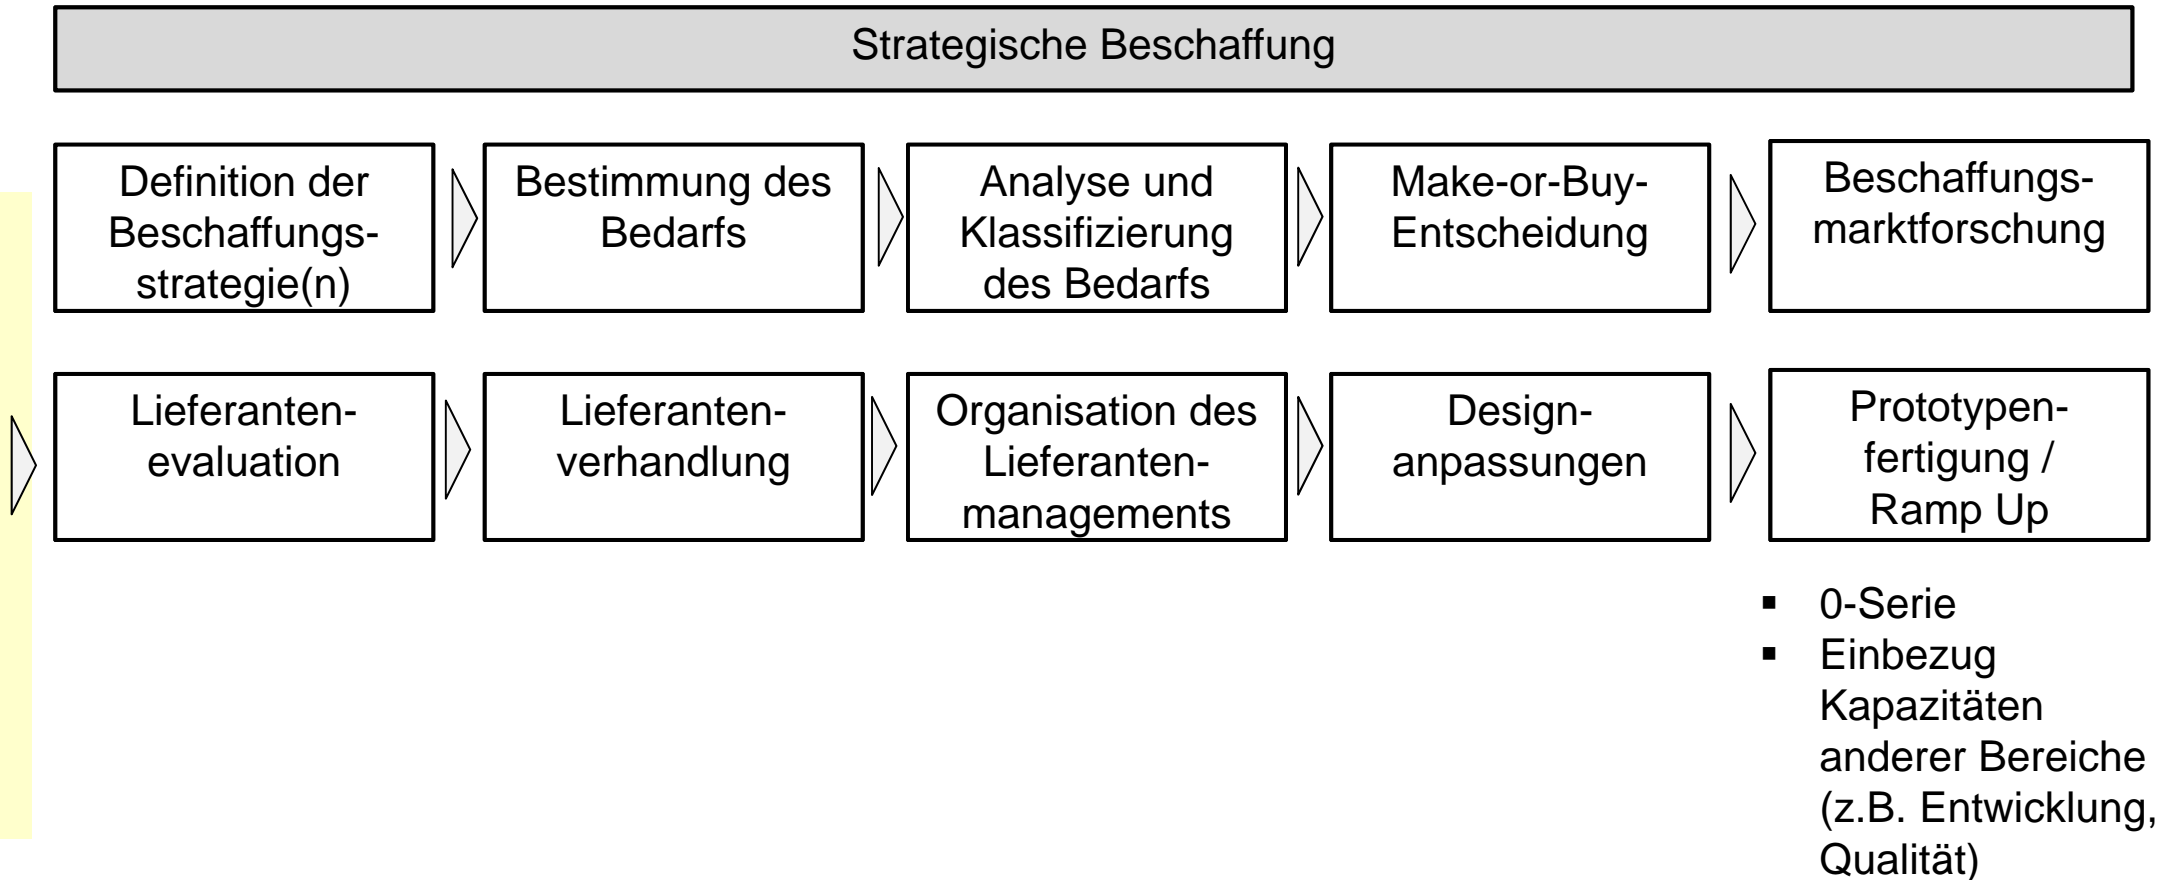 Strategische Beschaffung
Definition der
Beschaffungs-
strategie(n)
Bestimmung des
Bedarfs
Analyse und
Klassifizierung
des Bedarfs
Make-or-Buy-
Entscheidung
Beschaffungs-
marktforschung
Lieferanten-
evaluation
Lieferanten-
verhandlung
Organisation des
Lieferanten-
managements
Design-
anpassungen
Prototypen-
fertigung /
Ramp Up
▪ 0-Serie
▪ Einbezug
Kapazitäten
anderer Bereiche
(z.B. Entwicklung,
Qualität)